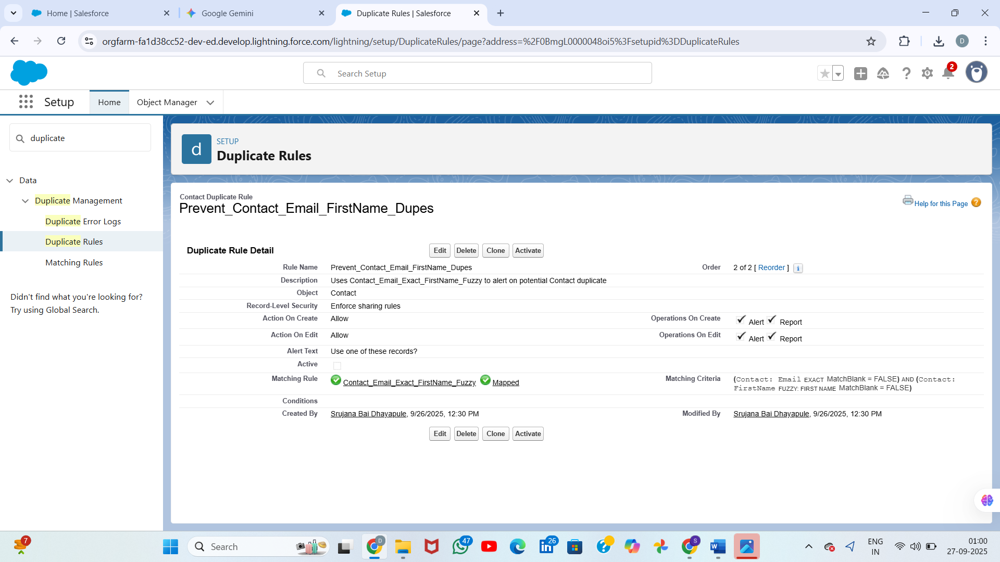 Home | Salesforce
Google Gemini
Duplicate Rules | Salesforce
orgfarm-fa1d38cc52-dev-ed.develop.lightning.force.com/lightning/setup/DuplicateRules/page?address=%2F0BmgL0000048oi5%3Fsetupid%3DDuplicateRules
D
Search Setup
2
Setup
Home
Object Manager
duplicate
Data
Duplicate Management
Duplicate Error Logs
Duplicate Rules
Matching Rules
Didn't find what you're looking for?
Try using Global Search.
d
SETUP
Duplicate Rules
Contact Duplicate Rule
Prevent_Contact_Email_FirstName_Dupes
Help for this Page ?
Duplicate Rule Detail
Edit Delete Clone Activate
Rule Name Prevent_Contact_Email_FirstName_Dupes Order 2 of 2 [ Reorder ] i
Description Uses Contact_Email_Exact_FirstName_Fuzzy to alert on potential Contact duplicate
Object Contact
Record-Level Security Enforce sharing rules
Action On Create Allow Operations On Create Alert Report
Action On Edit Allow Operations On Edit Alert Report
Alert Text Use one of these records?
Active
Matching Rule Contact_Email_Exact_FirstName_Fuzzy Mapped Matching Criteria (Contact: Email EXACT MatchBlank = FALSE) AND (Contact:
FirstName FUZZY: FIRST NAME MatchBlank = FALSE)
Conditions
Created By Srujana Bai Dhayapule, 9/26/2025, 12:30 PM Modified By Srujana Bai Dhayapule, 9/26/2025, 12:30 PM
Edit Delete Clone Activate
7
Search
D
47
26
S
ENG
IN
01:00
27-09-2025